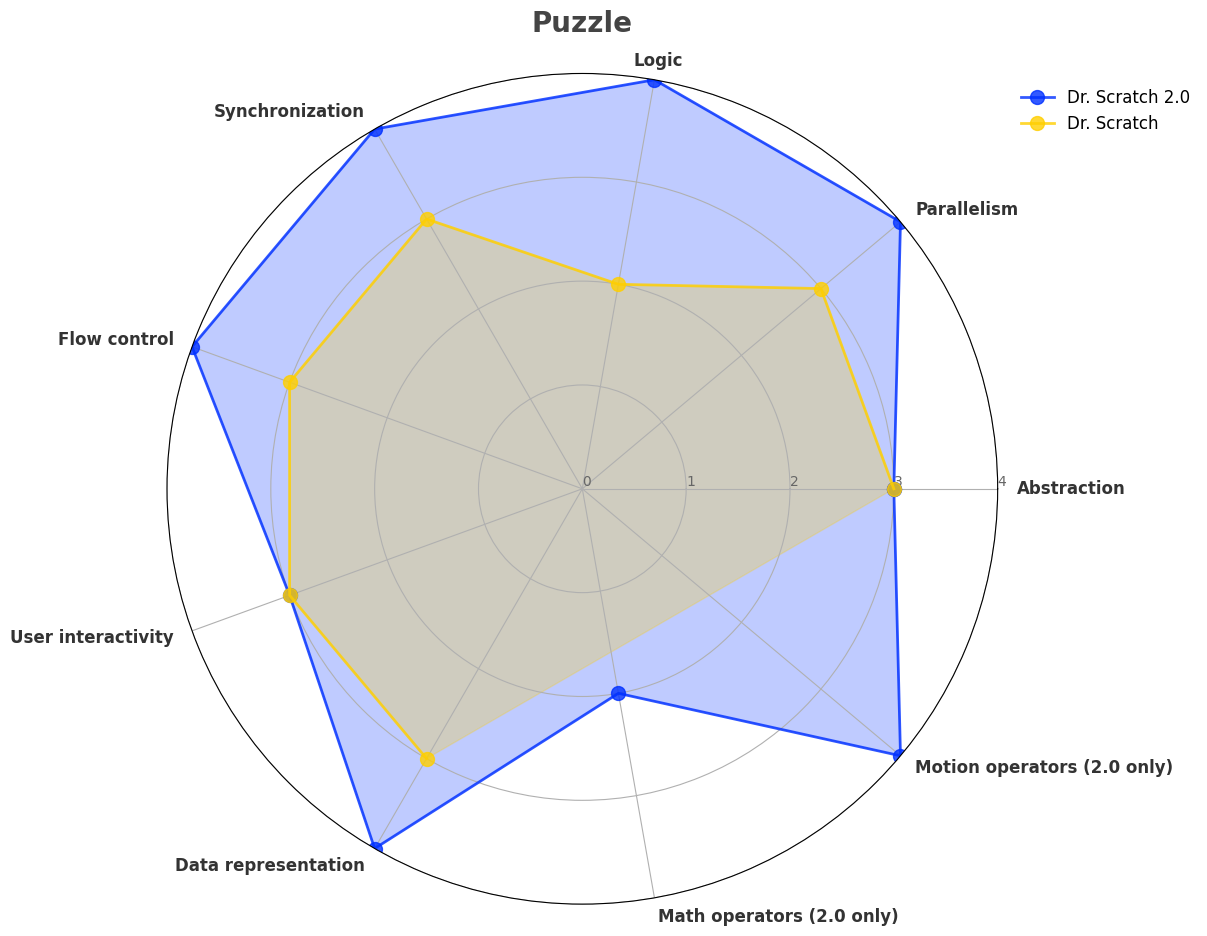 Puzzle
Logic
Dr. Scratch 2.0
Dr. Scratch
Synchronization
Parallelism
Flow control
0
1
2
3
4
Abstraction
User interactivity
Motion operators (2.0 only)
Data representation
Math operators (2.0 only)